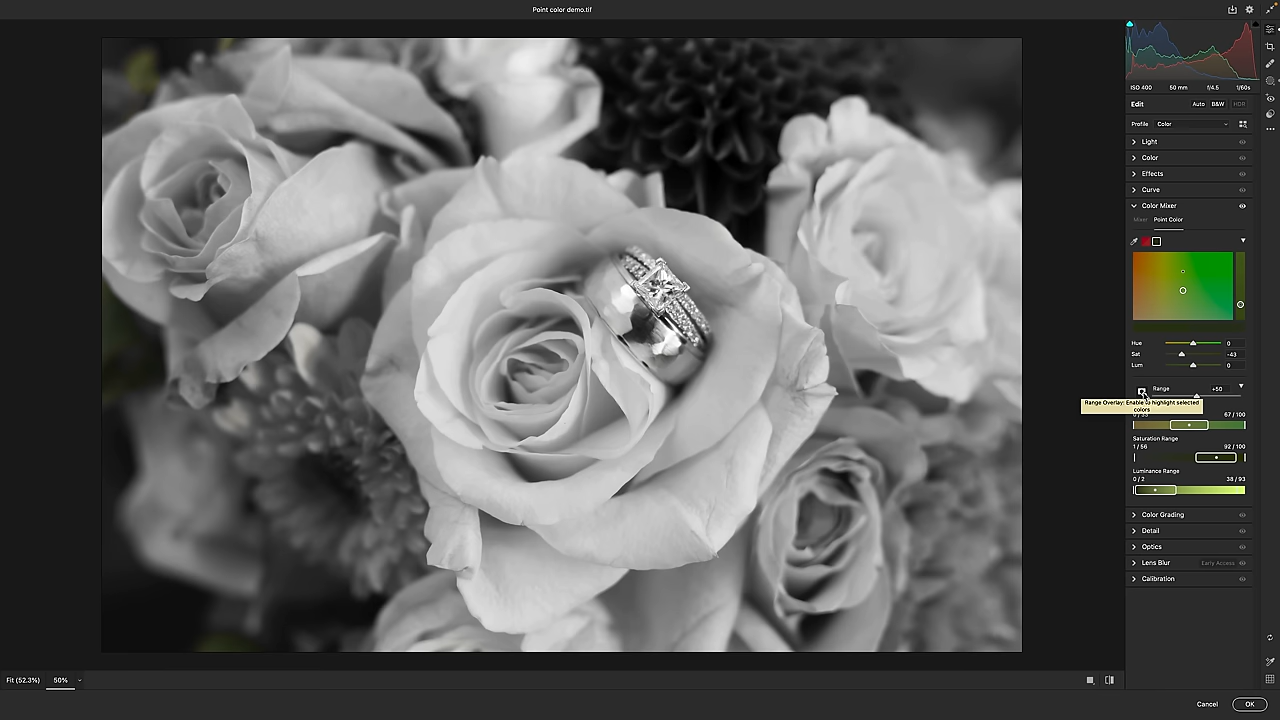 Point color demo.tif
ISO 400 50 mm f/4.5 1/60s
Edit Auto B&W HDR
Profile Color
Light
Color
Effects
Curve
Color Mixer
Mixer Point Color
Hue 0
Sat -43
Lum 0
Range +50
Range Overlay: Enable to highlight selected
colors
67 / 100
Saturation Range
1 / 56 92 / 100
Luminance Range
0 / 2 38 / 93
Color Grading
Detail
Optics
Lens Blur Early Access
Calibration
Fit (52.3%) 50%
Cancel OK